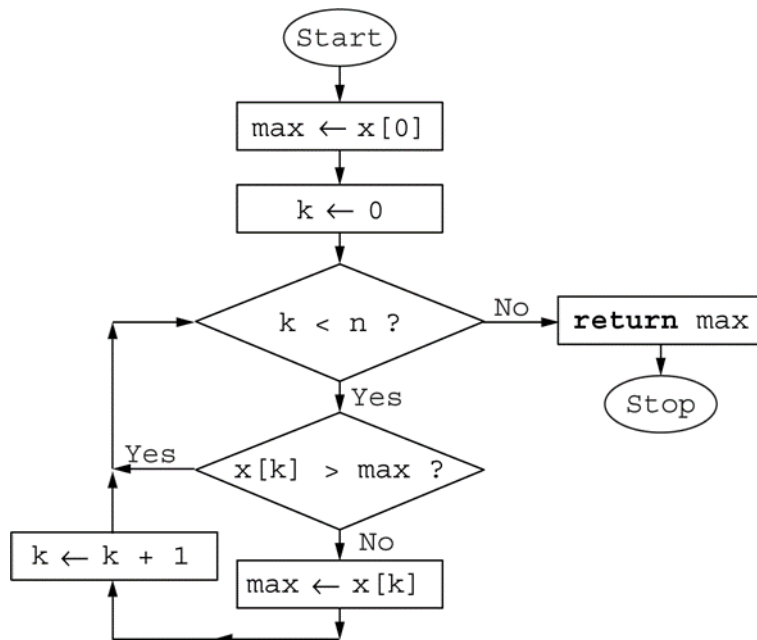 Start
max ← x[0]
k ← 0
k < n ?
No
return max
Yes
Stop
Yes
x[k] > max ?
No
k ← k + 1
max ← x[k]